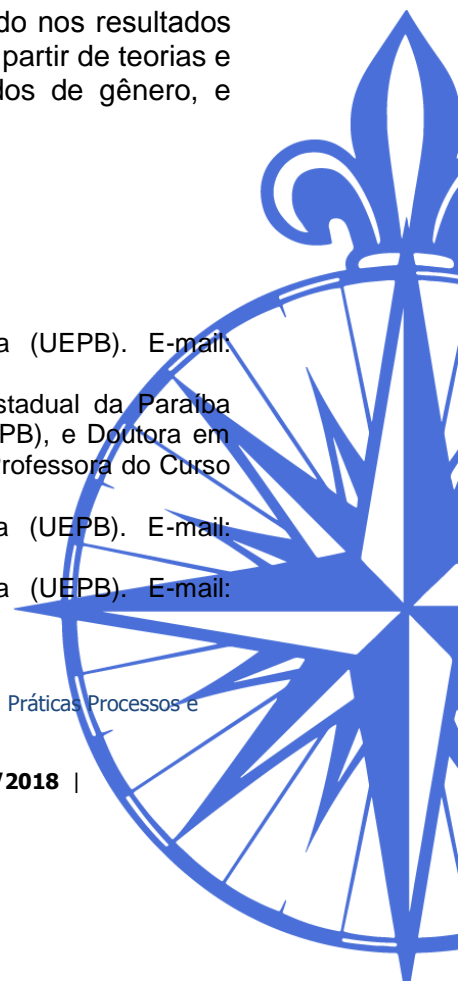 do nos resultados
partir de teorias e
dos de gênero, e
a (UEPB). E-mail:
stadual da Paraíba
PB), e Doutora em
Professora do Curso
a (UEPB). E-mail:
a (UEPB). E-mail:
Práticas Processos e
/2018 |